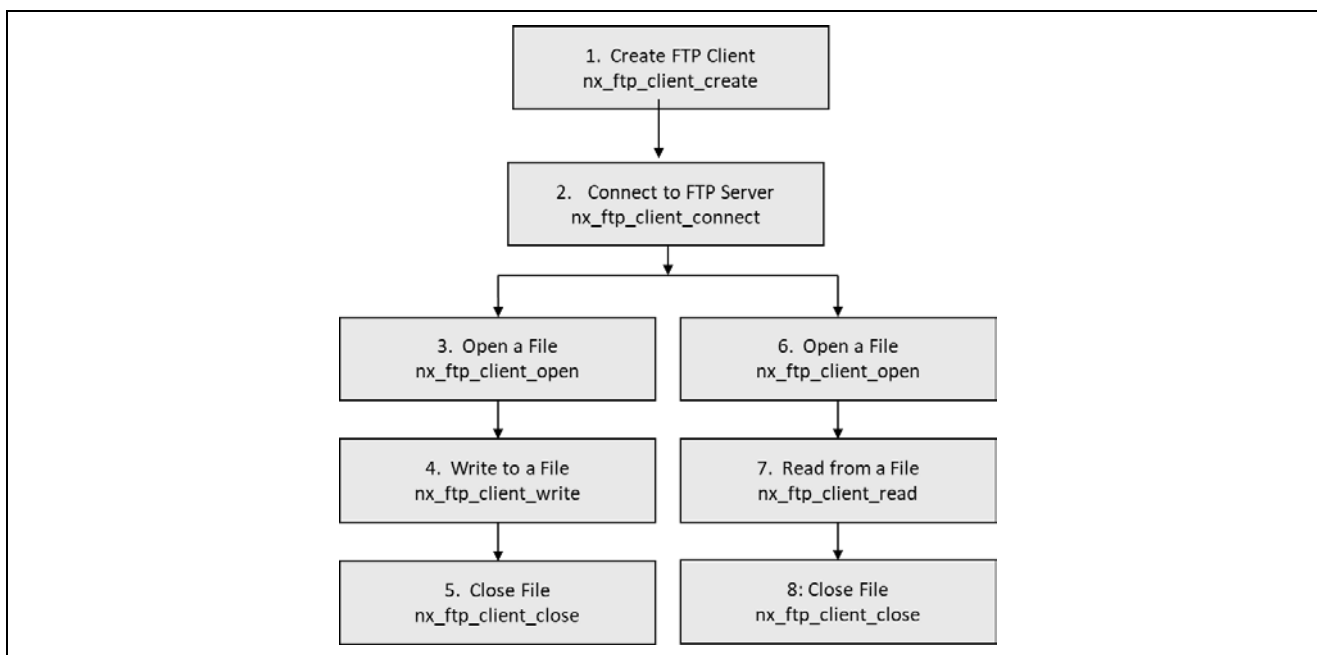 1. Create FTP Client
nx_ftp_client_create
2. Connect to FTP Server
nx_ftp_client_connect
3. Open a File
nx_ftp_client_open
4. Write to a File
nx_ftp_client_write
5. Close File
nx_ftp_client_close
6. Open a File
nx_ftp_client_open
7. Read from a File
nx_ftp_client_read
8: Close File
nx_ftp_client_close